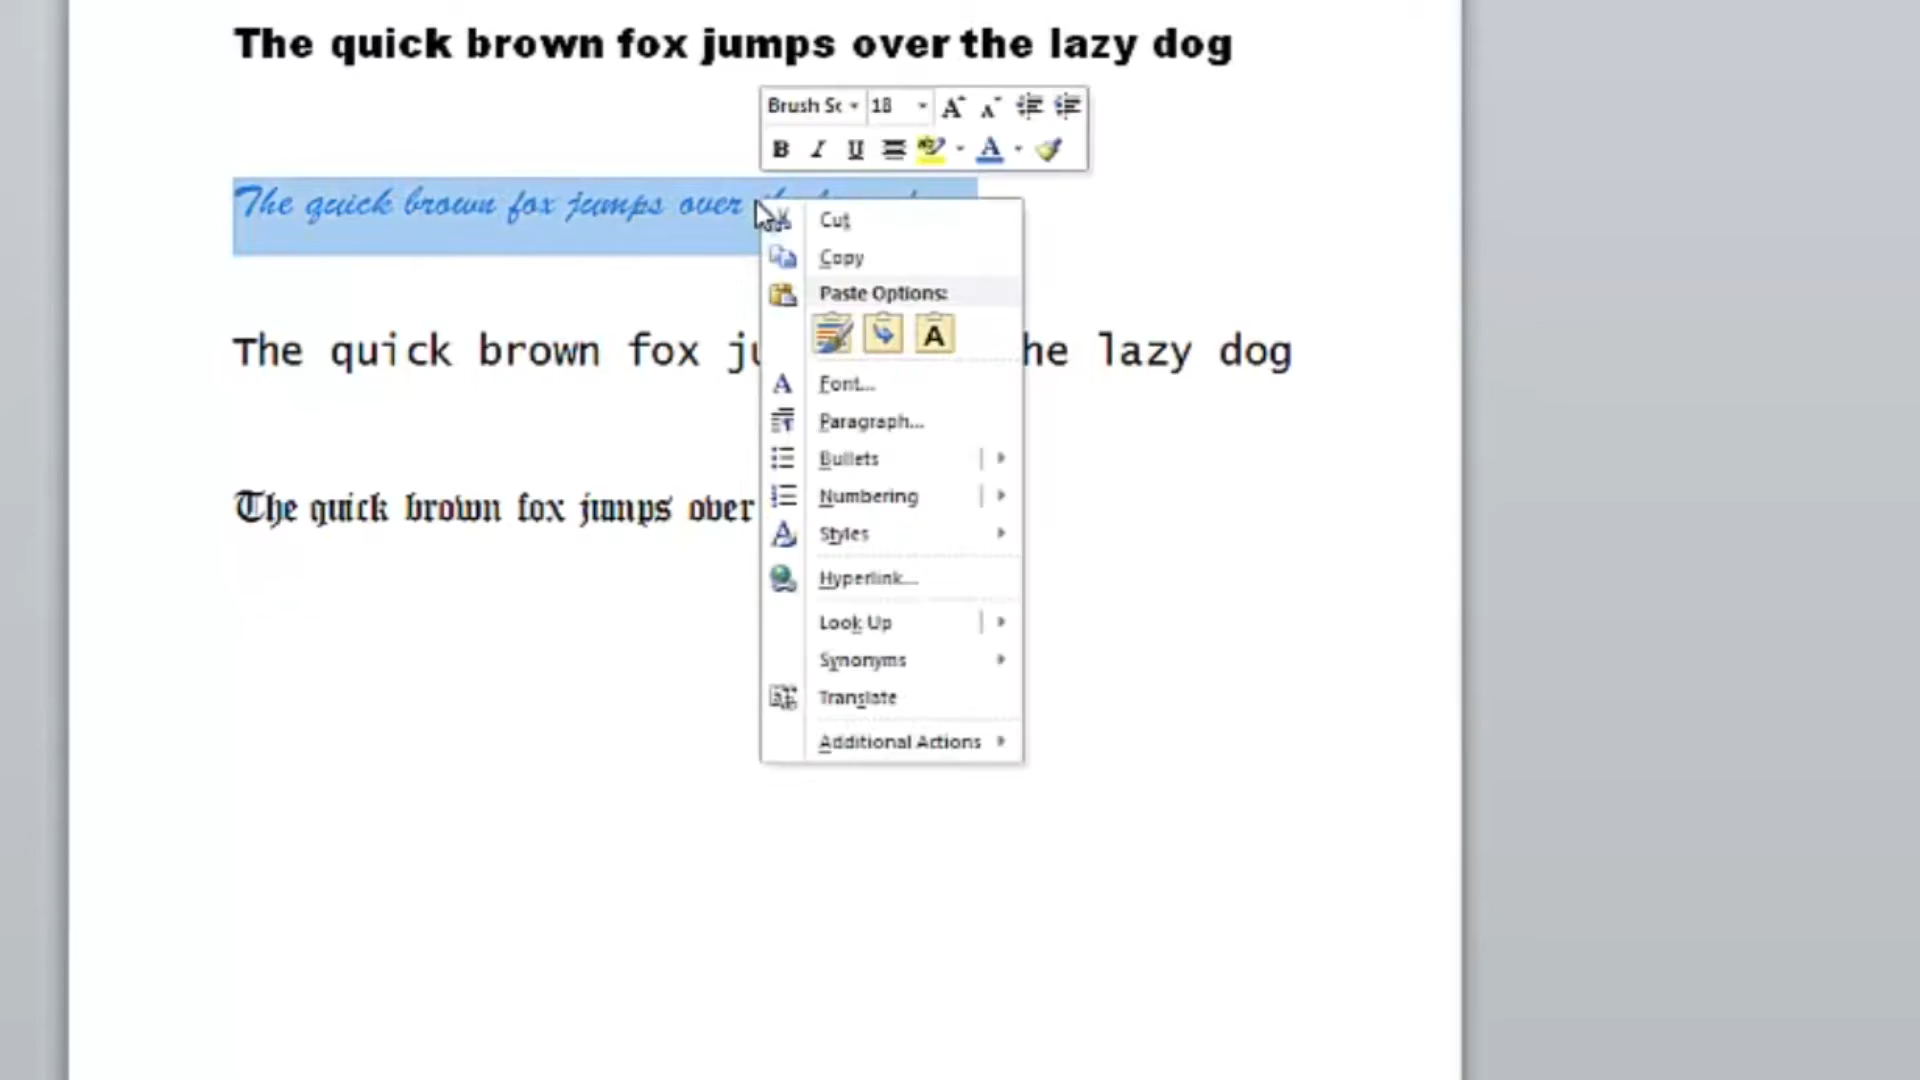 The quick brown fox jumps over the lazy dog
Brush Sc 18
B I U
The quick brown fox jumps over
Cut
Copy
Paste Options:
The quick brown fox ju he lazy dog
Font...
Paragraph...
Bullets
Numbering
The quick brown fox jumps over
Styles
Hyperlink...
Look Up
Synonyms
Translate
Additional Actions